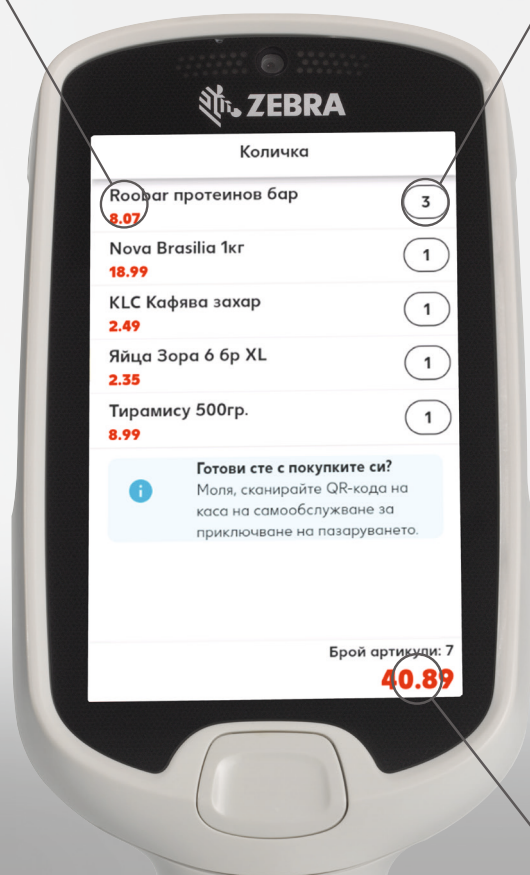 ZEBRA
Количка
Roobar протеинов бар
3
8.07
Nova Brasilia 1кг
1
18.99
KLC Кафява захар
1
2.49
Яйца Зора 6 бр XL
1
2.35
Тирамису 500гр.
1
8.99
Готови сте с покупките си?
Моля, сканирайте QR-кода на
каса на самообслужване за
приключване на пазаруването.
Брой артикули: 7
40.89